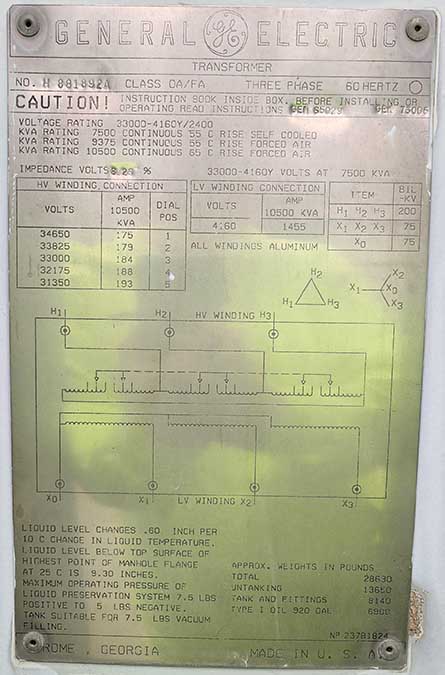 GENERAL GE ELECTRIC
TRANSFORMER
NO. H 881892A CLASS OA/FA THREE PHASE 60 HERTZ
CAUTION! INSTRUCTION BOOK INSIDE BOX. BEFORE INSTALLING OR
OPERATING READ INSTRUCTIONS
VOLTAGE RATING 33000-4160Y/2400
KVA RATING 7500 CONTINUOUS 55 C RISE SELF COOLED
KVA RATING 9375 CONTINUOUS 55 C RISE FORCED AIR
KVA RATING 10500 CONTINUOUS 65 C RISE FORCED AIR
IMPEDANCE VOLTS % 33000-4160Y VOLTS AT 7500 KVA
HV WINDING CONNECTION
VOLTS AMP 10500 KVA DIAL POS
34650 175 1
33825 179 2
33000 184 3
32175 188 4
31350 193 5
LV WINDING CONNECTION
VOLTS AMP 10500 KVA
4160 1455
ITEM BIL -KV
H1 H2 H3 200
X1 X2 X3 75
X0 75
ALL WINDINGS ALUMINUM
H2
H1 H3
X2
X1 X0
X3
H1 H2 HV WINDING H3
X0 X1 LV WINDING X2 X3
LIQUID LEVEL CHANGES .60 INCH PER
10 C CHANGE IN LIQUID TEMPERATURE.
LIQUID LEVEL BELOW TOP SURFACE OF
HIGHEST POINT OF MANHOLE FLANGE
AT 25 C IS 9.30 INCHES.
MAXIMUM OPERATING PRESSURE OF
LIQUID PRESERVATION SYSTEM 7.5 LBS
POSITIVE TO 5 LBS NEGATIVE.
TANK SUITABLE FOR 7.5 LBS VACUUM
FILLING.
APPROX. WEIGHTS IN POUNDS
TOTAL 28630
UNTANKING 13650
TANK AND FITTINGS 8140
TYPE I OIL 920 GAL 6900
NP 237B1824
ROME, GEORGIA MADE IN U. S. A.